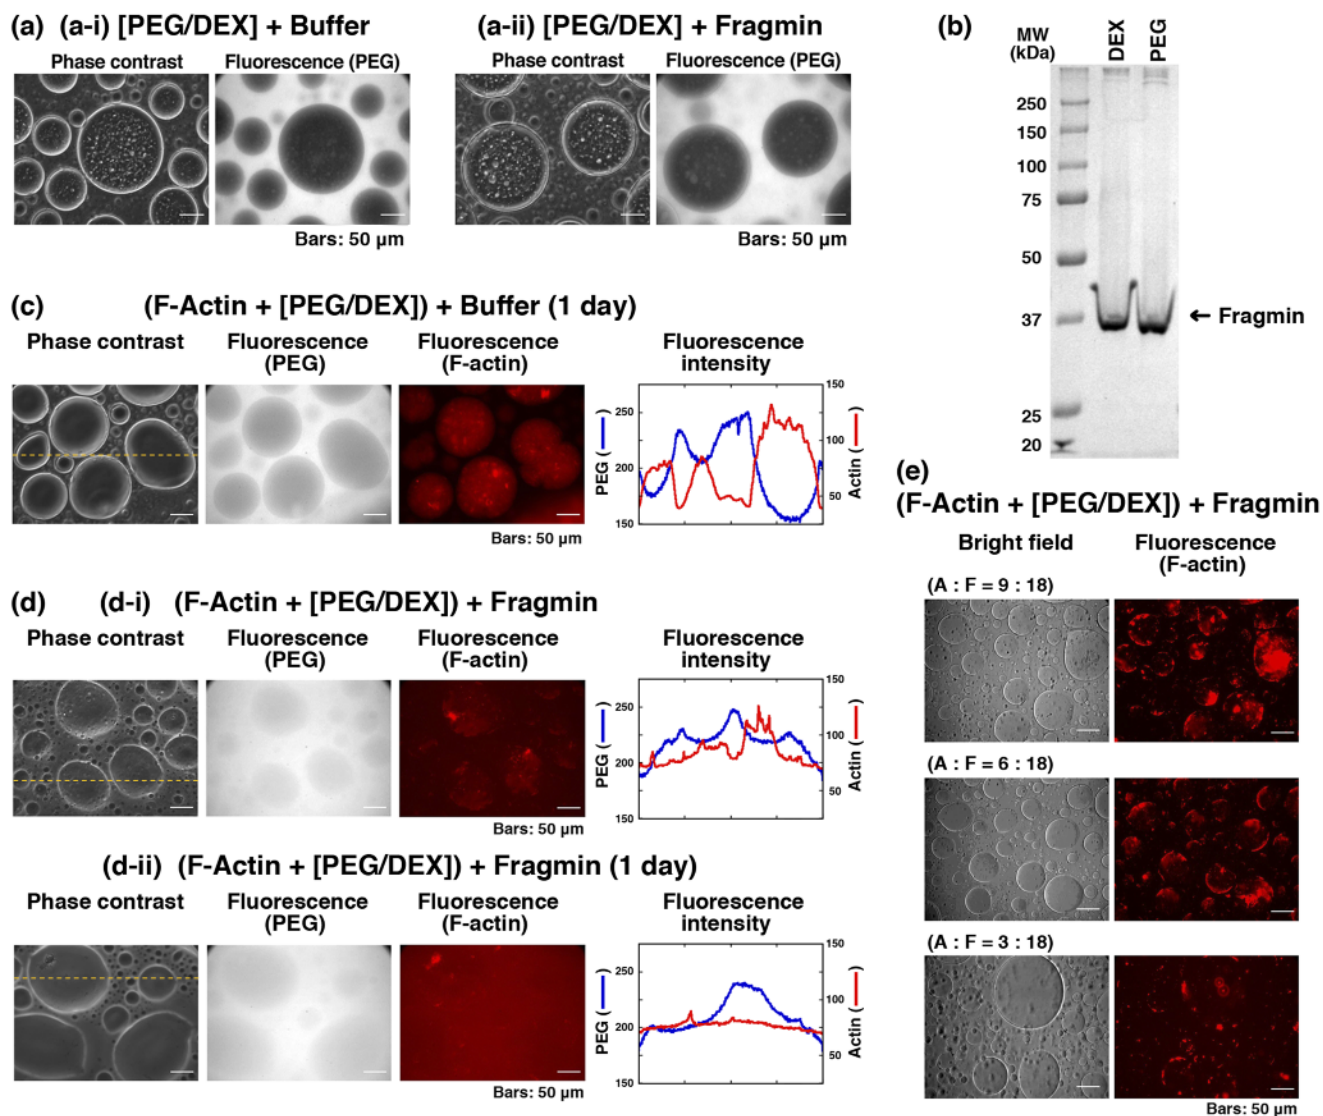 (a) (a-i) [PEG/DEX] + Buffer
Phase contrast Fluorescence (PEG)
Bars: 50 µm
(a-ii) [PEG/DEX] + Fragmin
Phase contrast Fluorescence (PEG)
Bars: 50 µm
(b)
MW
(kDa)
DEX
PEG
250
150
100
75
50
37
25
20
← Fragmin
(c) (F-Actin + [PEG/DEX]) + Buffer (1 day)
Phase contrast
Fluorescence
(PEG)
Fluorescence
(F-actin)
Fluorescence
intensity
Bars: 50 µm
PEG (—)
250
200
150
Actin (—)
150
100
50
(d) (d-i) (F-Actin + [PEG/DEX]) + Fragmin
Phase contrast
Fluorescence
(PEG)
Fluorescence
(F-actin)
Fluorescence
intensity
Bars: 50 µm
PEG (—)
250
200
150
Actin (—)
150
100
50
(d-ii) (F-Actin + [PEG/DEX]) + Fragmin (1 day)
Phase contrast
Fluorescence
(PEG)
Fluorescence
(F-actin)
Fluorescence
intensity
Bars: 50 µm
PEG (—)
250
200
150
Actin (—)
150
100
50
(e)
(F-Actin + [PEG/DEX]) + Fragmin
Bright field
Fluorescence
(F-actin)
(A : F = 9 : 18)
(A : F = 6 : 18)
(A : F = 3 : 18)
Bars: 50 µm